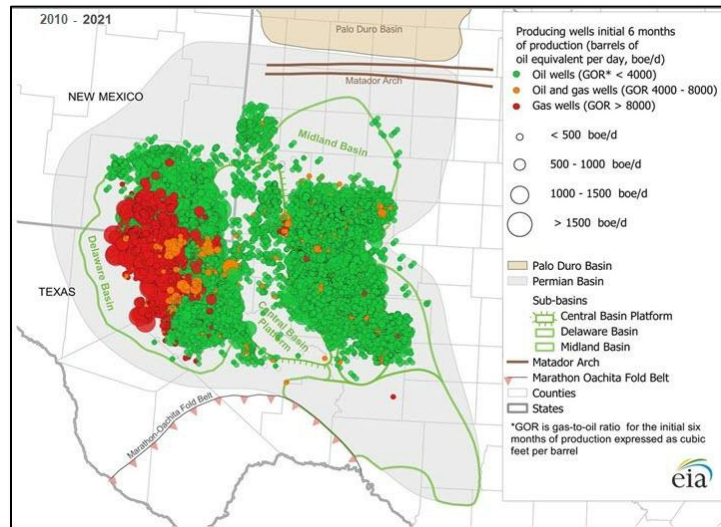 2010 - 2021
Palo Duro Basin
Matador Arch
NEW MEXICO
Midland Basin
Delaware Basin
TEXAS
Central Basin
Platform
Marathon-Oachita Fold Belt
Producing wells initial 6 months
of production (barrels of
oil equivalent per day, boe/d)
Oil wells (GOR* < 4000)
Oil and gas wells (GOR 4000 - 8000)
Gas wells (GOR > 8000)
< 500 boe/d
500 - 1000 boe/d
1000 - 1500 boe/d
> 1500 boe/d
Palo Duro Basin
Permian Basin
Sub-basins
Central Basin Platform
Delaware Basin
Midland Basin
Matador Arch
Marathon Oachita Fold Belt
Counties
States
*GOR is gas-to-oil ratio for the initial six
months of production expressed as cubic
feet per barrel
eia